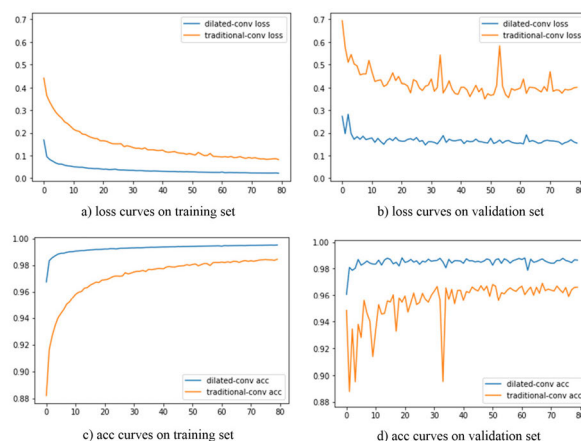 0.7
0.6
0.5
0.4
0.3
0.2
0.1
0.0
dilated-conv loss
traditional-conv loss
0 10 20 30 40 50 60 70 80
a) loss curves on training set
0.7
0.6
0.5
0.4
0.3
0.2
0.1
0.0
dilated-conv loss
traditional-conv loss
0 10 20 30 40 50 60 70 80
b) loss curves on validation set
1.00
0.98
0.96
0.94
0.92
0.90
0.88
dilated-conv acc
traditional-conv acc
0 10 20 30 40 50 60 70 80
c) acc curves on training set
1.00
0.98
0.96
0.94
0.92
0.90
0.88
dilated-conv acc
traditional-conv acc
0 10 20 30 40 50 60 70 80
d) acc curves on validation set